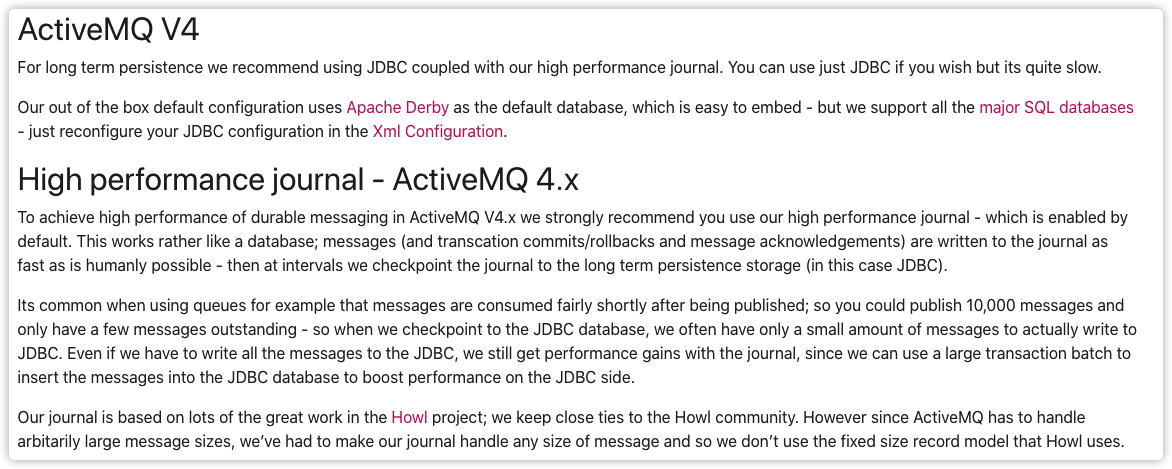 ActiveMQ V4
For long term persistence we recommend using JDBC coupled with our high performance journal. You can use just JDBC if you wish but its quite slow.
Our out of the box default configuration uses Apache Derby as the default database, which is easy to embed - but we support all the major SQL databases
- just reconfigure your JDBC configuration in the Xml Configuration.
High performance journal - ActiveMQ 4.x
To achieve high performance of durable messaging in ActiveMQ V4.x we strongly recommend you use our high performance journal - which is enabled by
default. This works rather like a database; messages (and transcation commits/rollbacks and message acknowledgements) are written to the journal as
fast as is humanly possible - then at intervals we checkpoint the journal to the long term persistence storage (in this case JDBC).
Its common when using queues for example that messages are consumed fairly shortly after being published; so you could publish 10,000 messages and
only have a few messages outstanding - so when we checkpoint to the JDBC database, we often have only a small amount of messages to actually write to
JDBC. Even if we have to write all the messages to the JDBC, we still get performance gains with the journal, since we can use a large transaction batch to
insert the messages into the JDBC database to boost performance on the JDBC side.
Our journal is based on lots of the great work in the Howl project; we keep close ties to the Howl community. However since ActiveMQ has to handle
arbitarily large message sizes, we’ve had to make our journal handle any size of message and so we don’t use the fixed size record model that Howl uses.